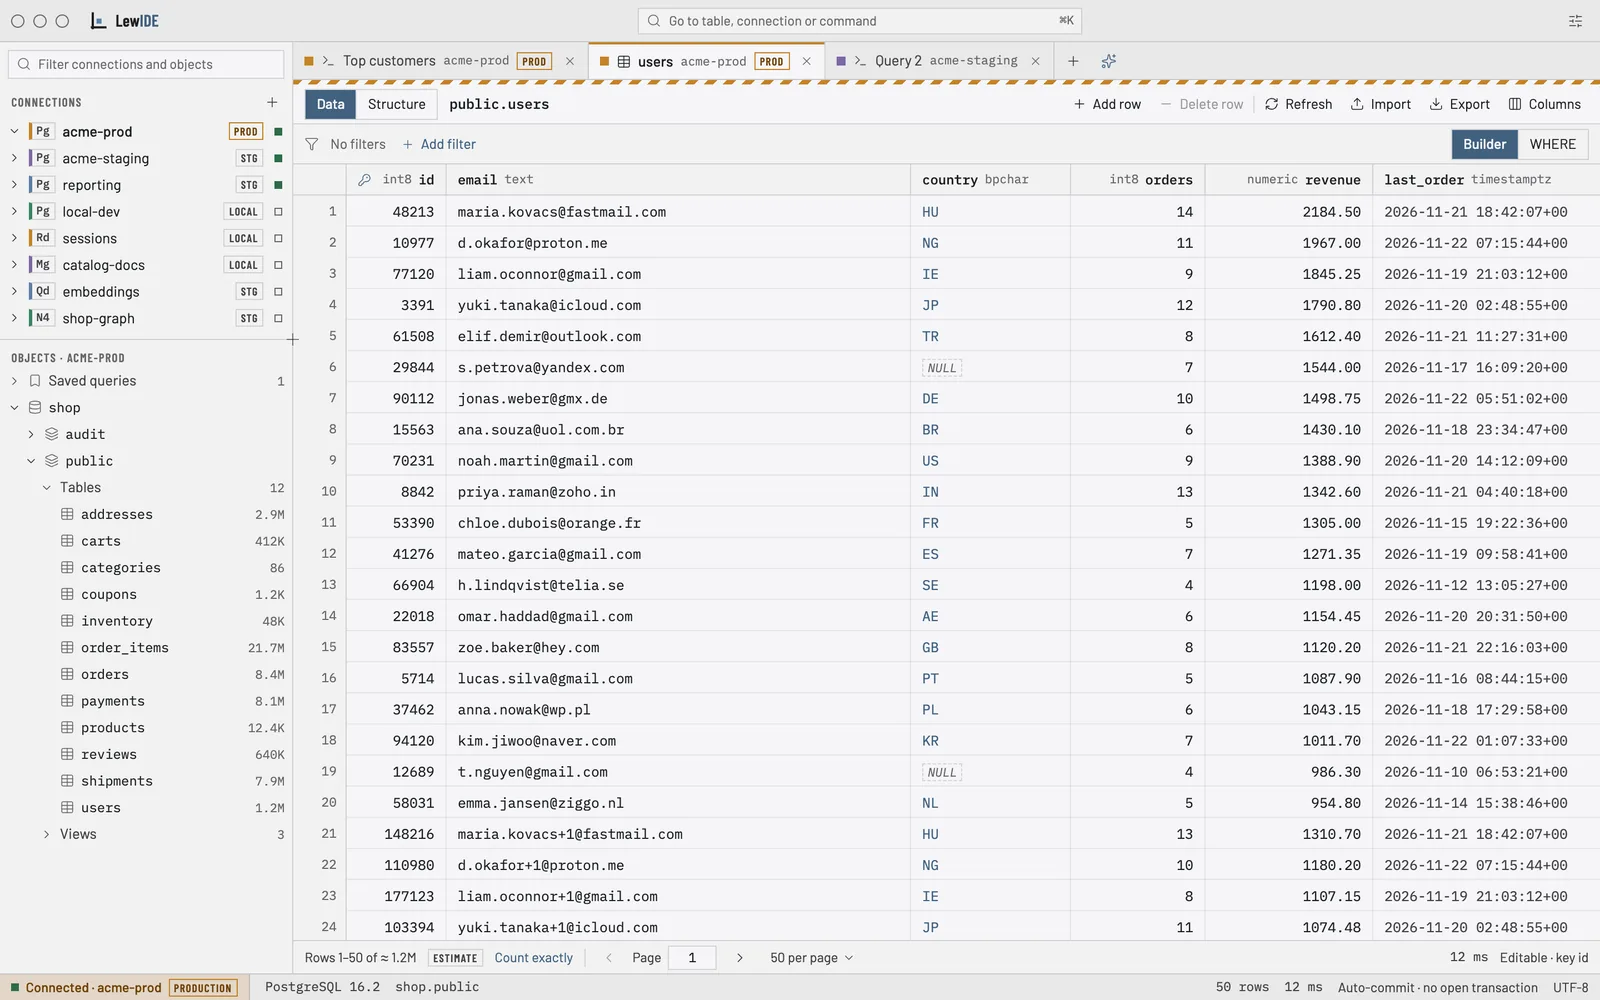 LewIDE
Go to table, connection or command ⌘K
Filter connections and objects
CONNECTIONS
Pg acme-prod PROD
Pg acme-staging STG
Pg reporting STG
Pg local-dev LOCAL
Rd sessions LOCAL
Mg catalog-docs LOCAL
Qd embeddings STG
N4 shop-graph STG
OBJECTS · ACME-PROD
Saved queries 1
shop
audit
public
Tables 12
addresses 2.9M
carts 412K
categories 86
coupons 1.2K
inventory 48K
order_items 21.7M
orders 8.4M
payments 8.1M
products 12.4K
reviews 640K
shipments 7.9M
users 1.2M
Views 3
Top customers acme-prod PROD
users acme-prod PROD
Query 2 acme-staging
Data Structure public.users
Add row Delete row Refresh Import Export Columns
No filters + Add filter
Builder WHERE
int8 id email text country bpchar int8 orders numeric revenue last_order timestamptz
1 48213 maria.kovacs@fastmail.com HU 14 2184.50 2026-11-21 18:42:07+00
2 10977 d.okafor@proton.me NG 11 1967.00 2026-11-22 07:15:44+00
3 77120 liam.oconnor@gmail.com IE 9 1845.25 2026-11-19 21:03:12+00
4 3391 yuki.tanaka@icloud.com JP 12 1790.80 2026-11-20 02:48:55+00
5 61508 elif.demir@outlook.com TR 8 1612.40 2026-11-21 11:27:31+00
6 29844 s.petrova@yandex.com NULL 7 1544.00 2026-11-17 16:09:20+00
7 90112 jonas.weber@gmx.de DE 10 1498.75 2026-11-22 05:51:02+00
8 15563 ana.souza@uol.com.br BR 6 1430.10 2026-11-18 23:34:47+00
9 70231 noah.martin@gmail.com US 9 1388.90 2026-11-20 14:12:09+00
10 8842 priya.raman@zoho.in IN 13 1342.60 2026-11-21 04:40:18+00
11 53390 chloe.dubois@orange.fr FR 5 1305.00 2026-11-15 19:22:36+00
12 41276 mateo.garcia@gmail.com ES 7 1271.35 2026-11-19 09:58:41+00
13 66904 h.lindqvist@telia.se SE 4 1198.00 2026-11-12 13:05:27+00
14 22018 omar.haddad@gmail.com AE 6 1154.45 2026-11-20 20:31:50+00
15 83557 zoe.baker@hey.com GB 8 1120.20 2026-11-21 22:16:03+00
16 5714 lucas.silva@gmail.com PT 5 1087.90 2026-11-16 08:44:15+00
17 37462 anna.nowak@wp.pl PL 6 1043.15 2026-11-18 17:29:58+00
18 94120 kim.jiwoo@naver.com KR 7 1011.70 2026-11-22 01:07:33+00
19 12689 t.nguyen@gmail.com NULL 4 986.30 2026-11-10 06:53:21+00
20 58031 emma.jansen@ziggo.nl NL 5 954.80 2026-11-14 15:38:46+00
21 148216 maria.kovacs+1@fastmail.com HU 13 1310.70 2026-11-21 18:42:07+00
22 110980 d.okafor+1@proton.me NG 10 1180.20 2026-11-22 07:15:44+00
23 177123 liam.oconnor+1@gmail.com IE 8 1107.15 2026-11-19 21:03:12+00
24 103394 yuki.tanaka+1@icloud.com JP 11 1074.48 2026-11-20 02:48:55+00
Rows 1–50 of ≈ 1.2M ESTIMATE Count exactly Page 1 50 per page 12 ms Editable · key id
Connected · acme-prod PRODUCTION PostgreSQL 16.2 shop.public 50 rows 12 ms Auto-commit · no open transaction UTF-8